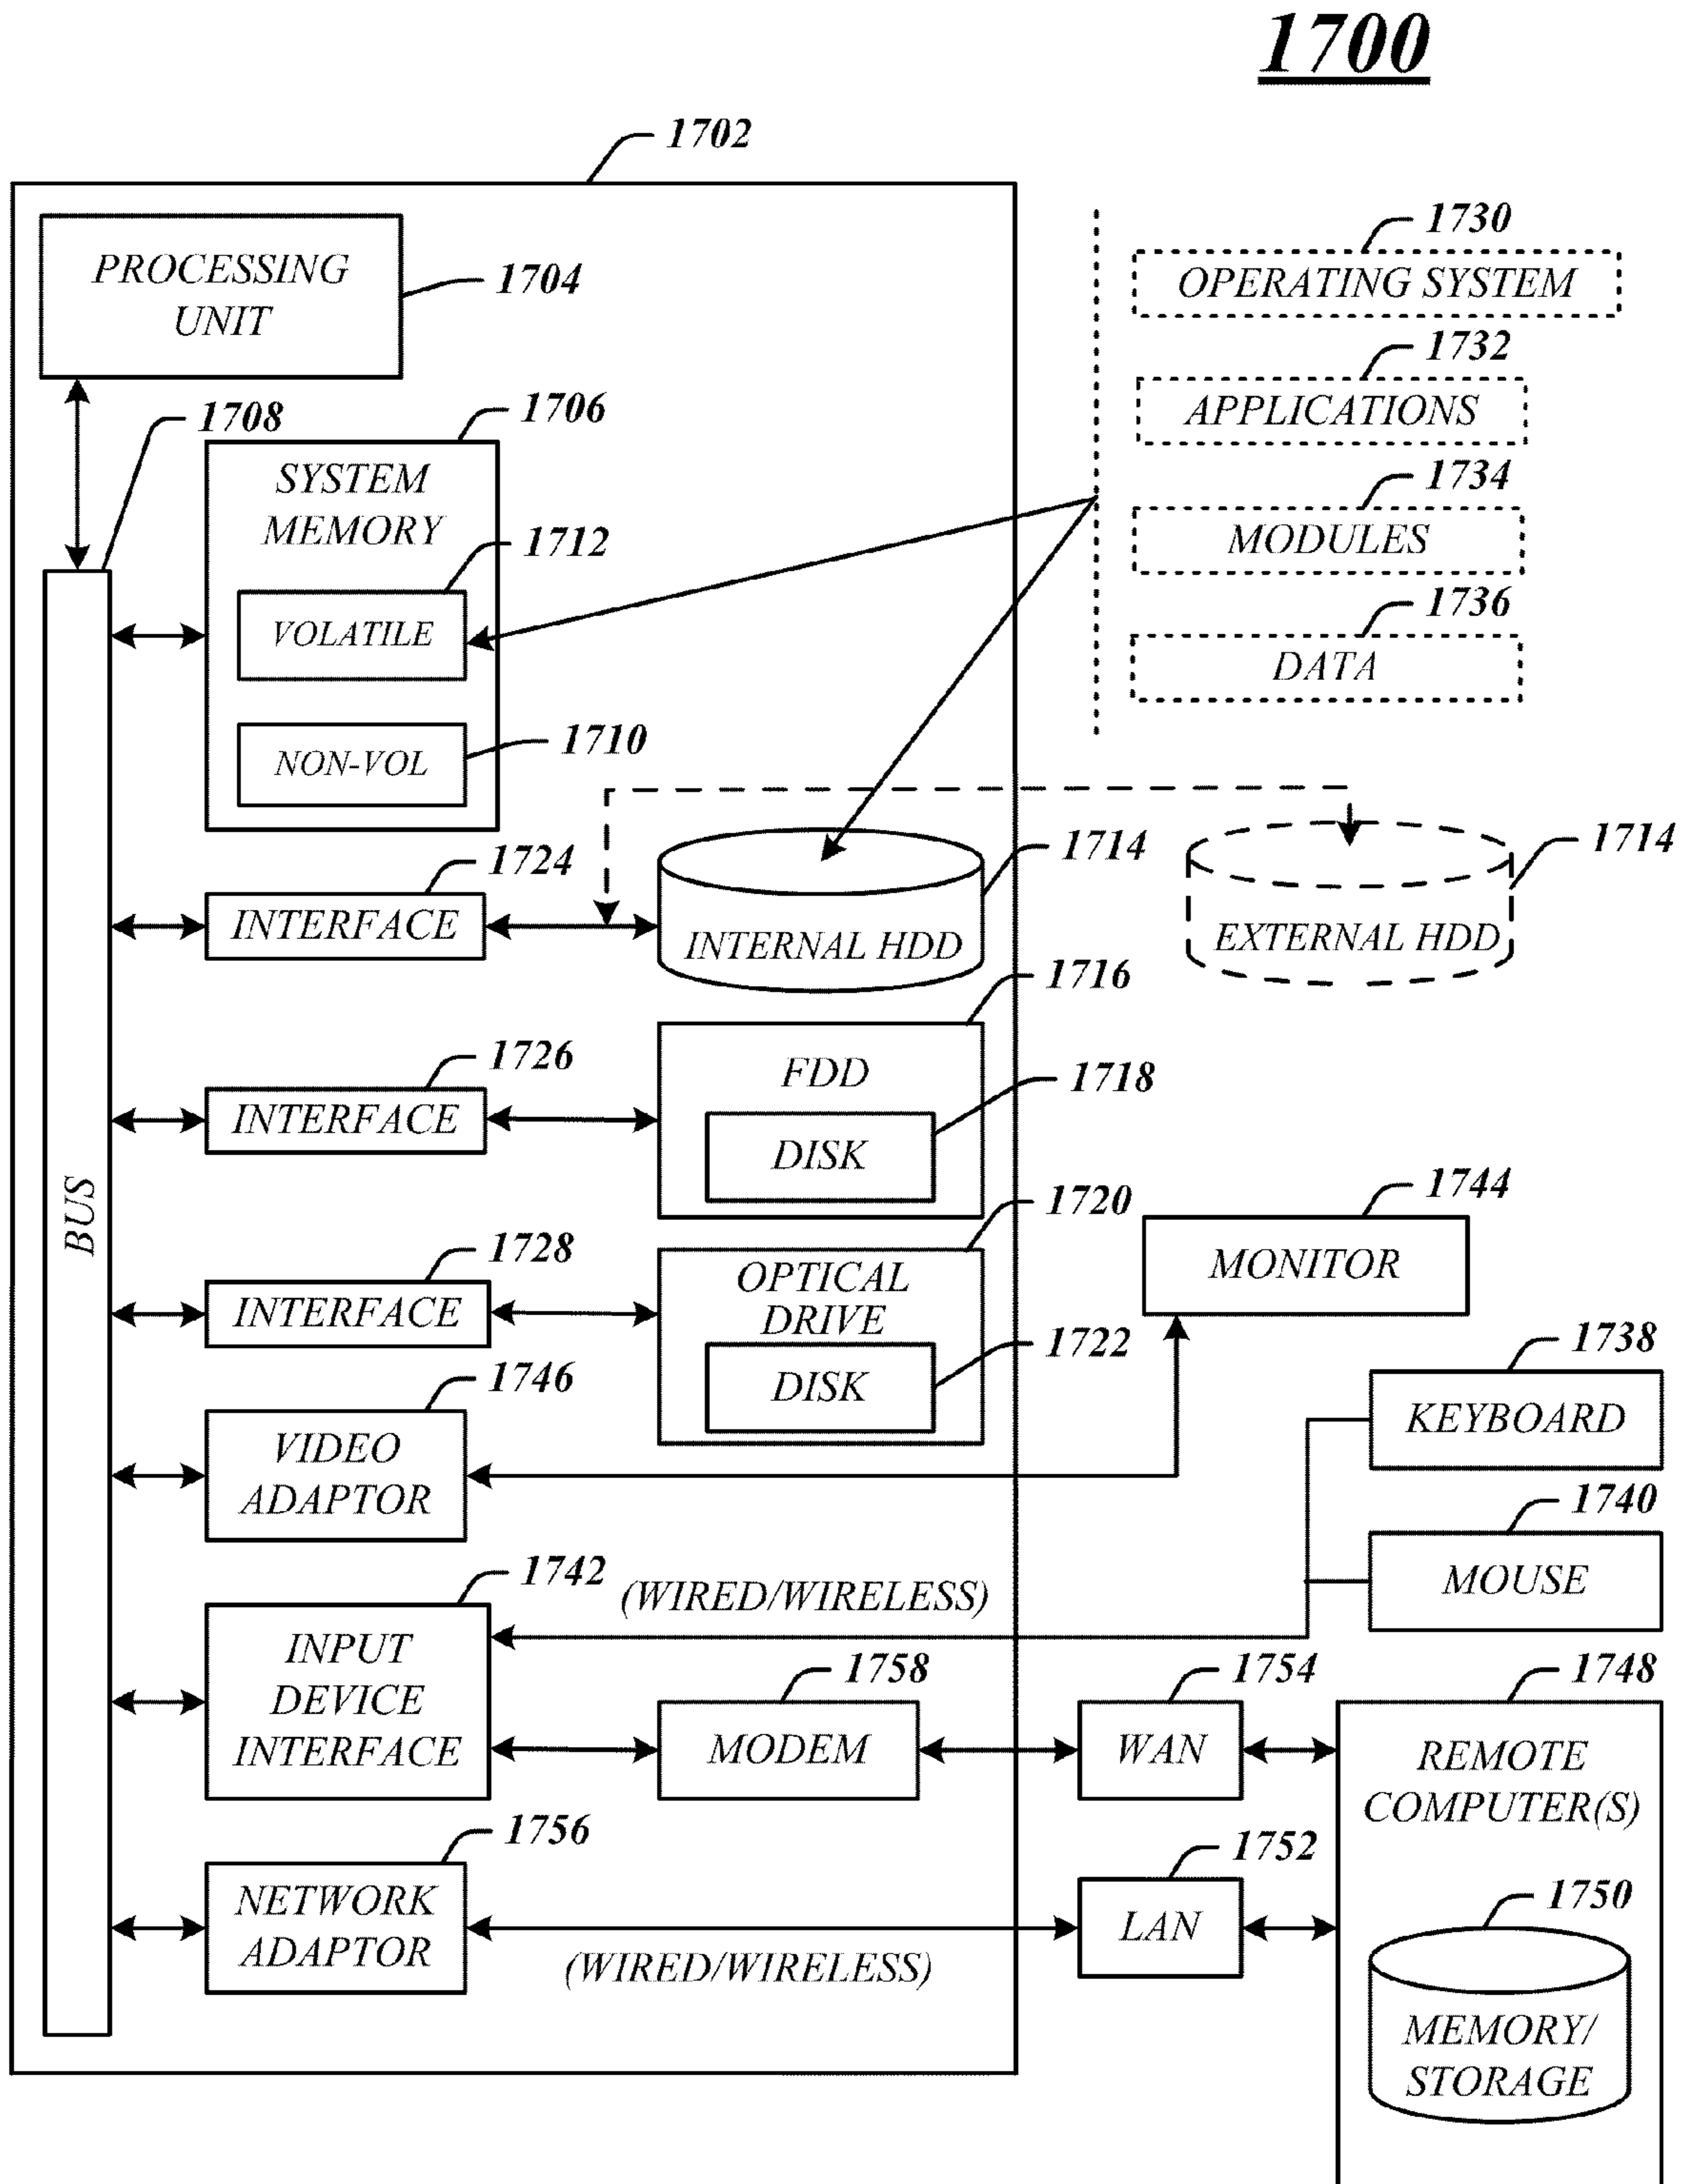 1700
1702
PROCESSING
UNIT
1704
1730
OPERATING SYSTEM
1732
APPLICATIONS
1734
MODULES
1736
DATA
1708
1706
SYSTEM
MEMORY
1712
VOLATILE
1710
NON-VOL
1724
INTERFACE
1714
INTERNAL HDD
1714
EXTERNAL HDD
1716
FDD
1726
INTERFACE
1718
DISK
BUS
1720
OPTICAL
DRIVE
1728
INTERFACE
1722
DISK
1744
MONITOR
1746
VIDEO
ADAPTOR
1738
KEYBOARD
1740
MOUSE
1742
(WIRED/WIRELESS)
INPUT
DEVICE
INTERFACE
1758
MODEM
1754
WAN
1748
REMOTE
COMPUTER(S)
1756
NETWORK
ADAPTOR
(WIRED/WIRELESS)
1752
LAN
1750
MEMORY/
STORAGE